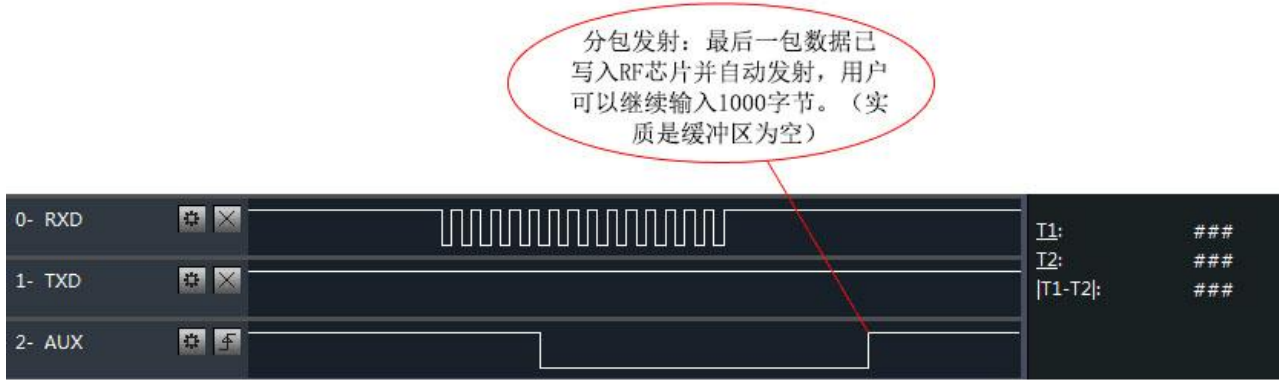 分包发射：最后一包数据已
写入RF芯片并自动发射，用户
可以继续输入1000字节。（实
质是缓冲区为空）
0- RXD
T1: ###
1- TXD
T2: ###
|T1-T2|: ###
2- AUX